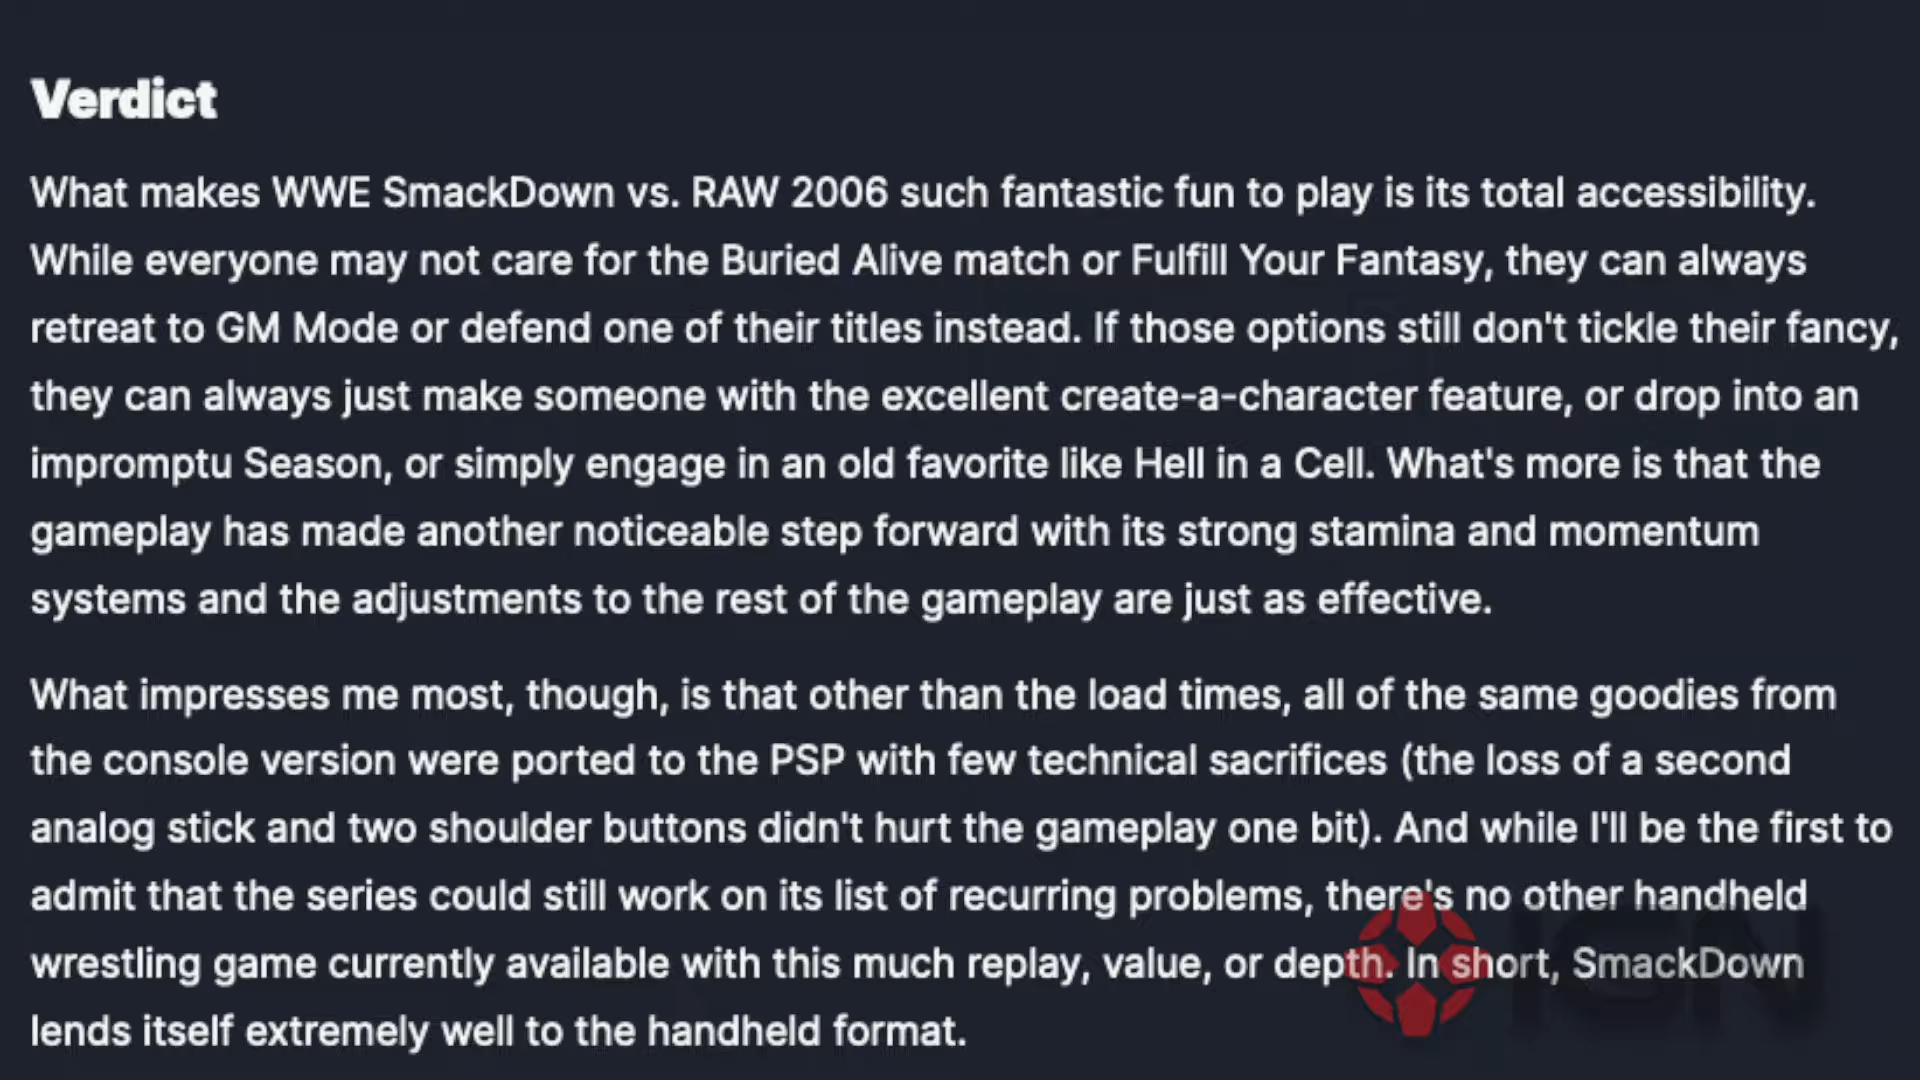 Verdict
What makes WWE SmackDown vs. RAW 2006 such fantastic fun to play is its total accessibility.
While everyone may not care for the Buried Alive match or Fulfill Your Fantasy, they can always
retreat to GM Mode or defend one of their titles instead. If those options still don't tickle their fancy,
they can always just make someone with the excellent create-a-character feature, or drop into an
impromptu Season, or simply engage in an old favorite like Hell in a Cell. What's more is that the
gameplay has made another noticeable step forward with its strong stamina and momentum
systems and the adjustments to the rest of the gameplay are just as effective.
What impresses me most, though, is that other than the load times, all of the same goodies from
the console version were ported to the PSP with few technical sacrifices (the loss of a second
analog stick and two shoulder buttons didn't hurt the gameplay one bit). And while I'll be the first to
admit that the series could still work on its list of recurring problems, there's no other handheld
wrestling game currently available with this much replay, value, or depth. In short, SmackDown
lends itself extremely well to the handheld format.
IGN